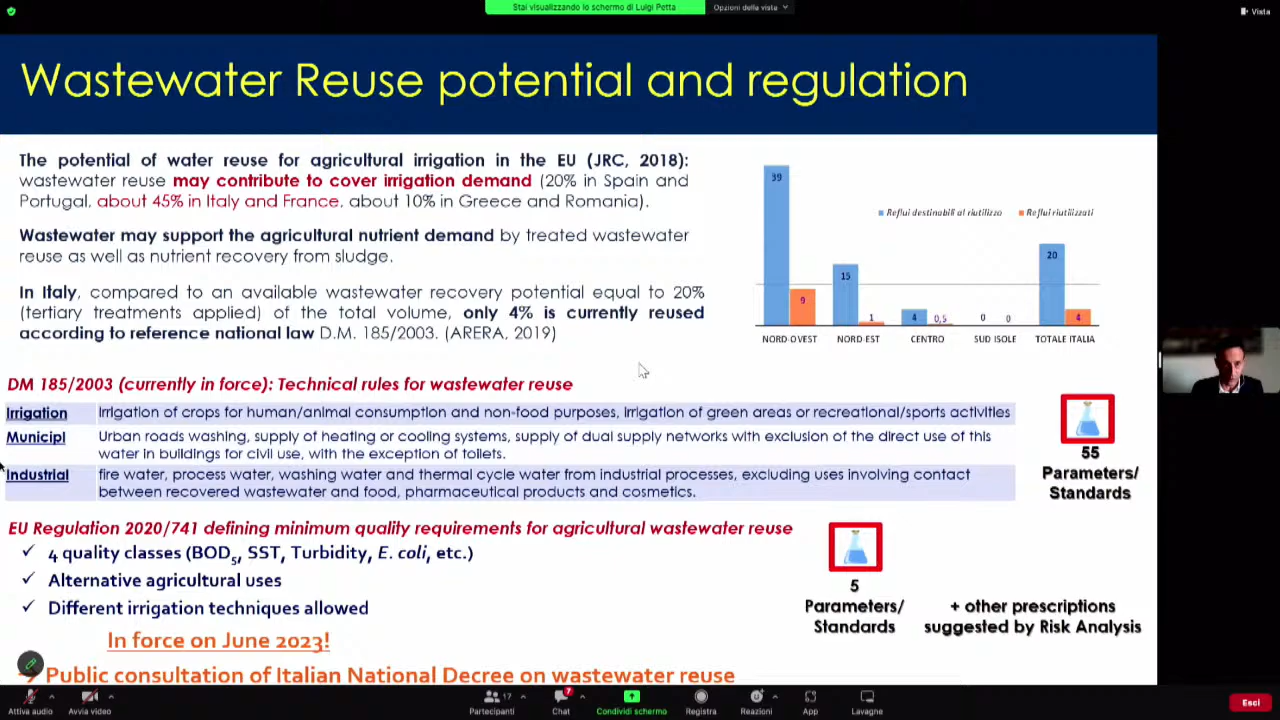 Stai visualizzando lo schermo di Luigi Petta
Opzioni della vista
Vista
Wastewater Reuse potential and regulation
The potential of water reuse for agricultural irrigation in the EU (JRC, 2018):
wastewater reuse may contribute to cover irrigation demand (20% in Spain and
Portugal, about 45% in Italy and France, about 10% in Greece and Romania).
Wastewater may support the agricultural nutrient demand by treated wastewater
reuse as well as nutrient recovery from sludge.
In Italy, compared to an available wastewater recovery potential equal to 20%
(tertiary treatments applied) of the total volume, only 4% is currently reused
according to reference national law D.M. 185/2003. (ARERA, 2019)
Reflui destinabili al riutilizzo
Reflui riutilizzati
39
9
15
1
4
0,5
0
0
20
4
NORD-OVEST
NORD-EST
CENTRO
SUD ISOLE
TOTALE ITALIA
DM 185/2003 (currently in force): Technical rules for wastewater reuse
Irrigation
Irrigation of crops for human/animal consumption and non-food purposes, irrigation of green areas or recreational/sports activities
Municipl
Urban roads washing, supply of heating or cooling systems, supply of dual supply networks with exclusion of the direct use of this
water in buildings for civil use, with the exception of toilets.
Industrial
fire water, process water, washing water and thermal cycle water from industrial processes, excluding uses involving contact
between recovered wastewater and food, pharmaceutical products and cosmetics.
55
Parameters/
Standards
EU Regulation 2020/741 defining minimum quality requirements for agricultural wastewater reuse
✓ 4 quality classes (BOD5, SST, Turbidity, E. coli, etc.)
✓ Alternative agricultural uses
✓ Different irrigation techniques allowed
5
Parameters/
Standards
+ other prescriptions
suggested by Risk Analysis
In force on June 2023!
→ Public consultation of Italian National Decree on wastewater reuse
Attiva audio
Avvia video
17
Partecipanti
7
Chat
Condividi schermo
Registra
Reazioni
App
Lavagne
Esci